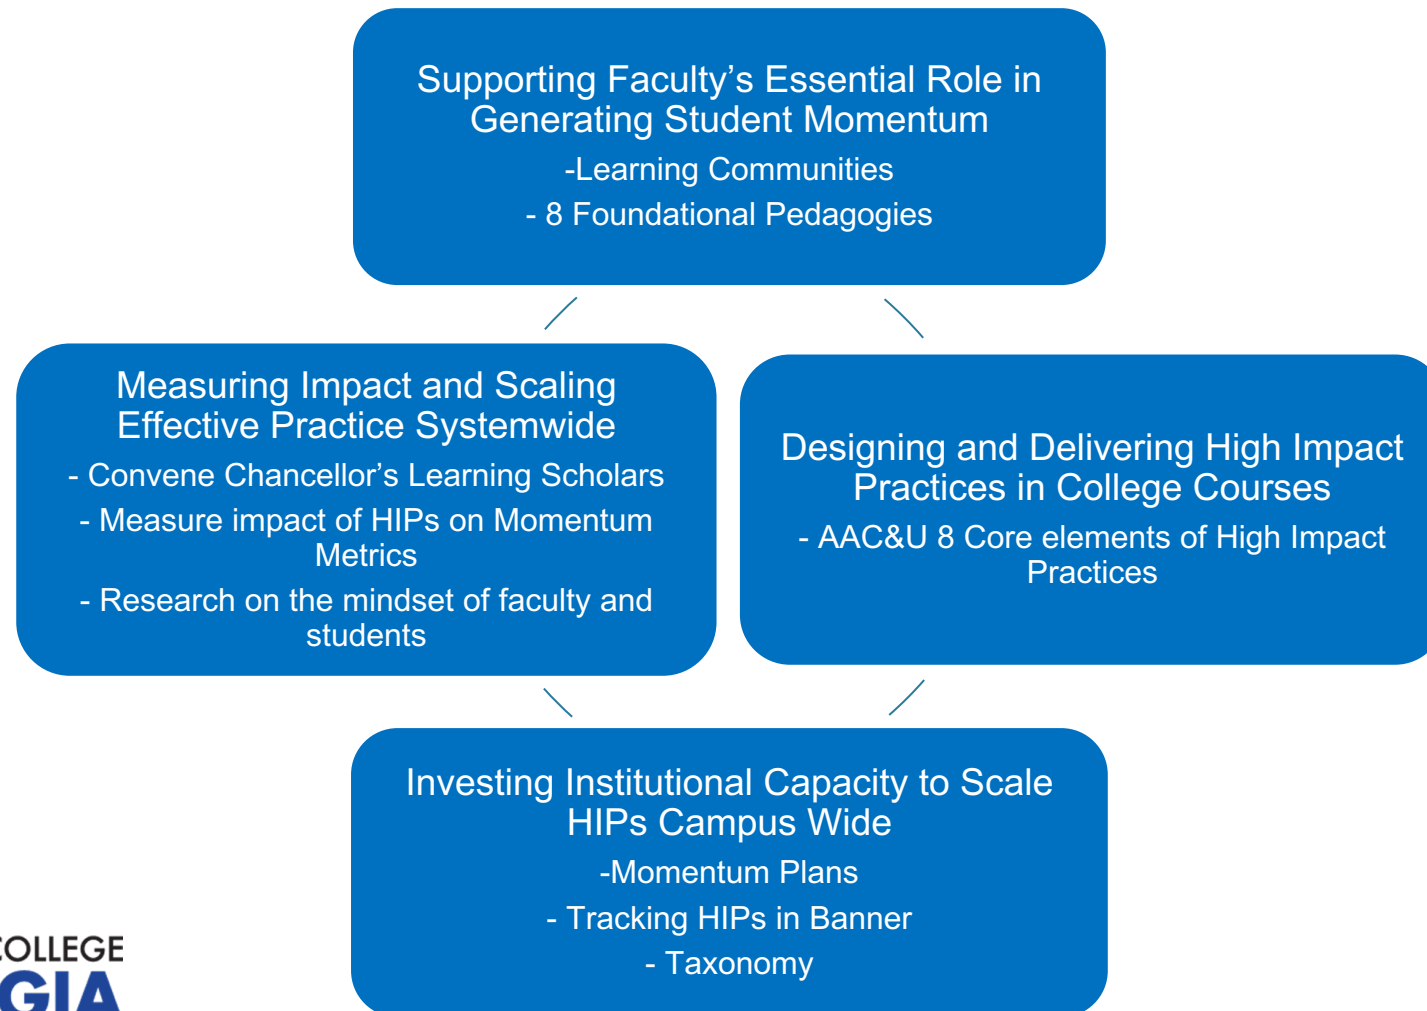 Supporting Faculty’s Essential Role in
Generating Student Momentum
-Learning Communities
- 8 Foundational Pedagogies
Measuring Impact and Scaling
Effective Practice Systemwide
- Convene Chancellor’s Learning Scholars
- Measure impact of HIPs on Momentum
Metrics
- Research on the mindset of faculty and
students
Designing and Delivering High Impact
Practices in College Courses
- AAC&U 8 Core elements of High Impact
Practices
Investing Institutional Capacity to Scale
HIPs Campus Wide
-Momentum Plans
- Tracking HIPs in Banner
- Taxonomy
COLLEGE
GIA